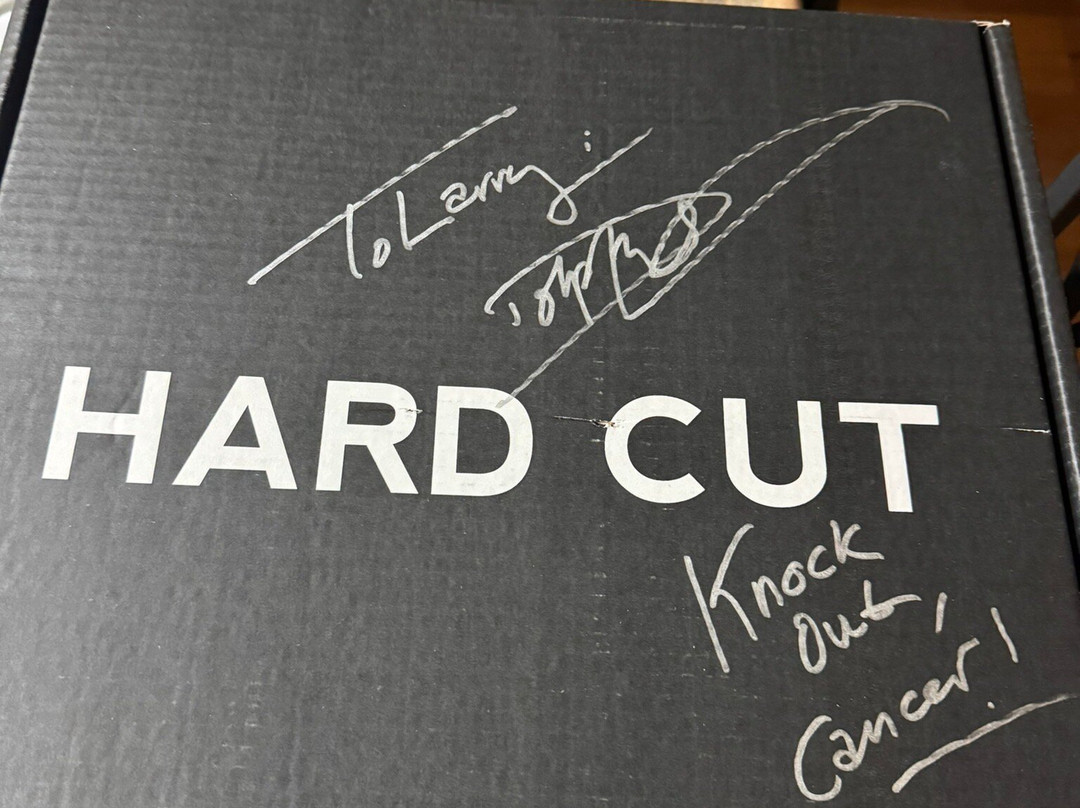 To Larry:
HARD CUT
Knock
Out
Cancer!